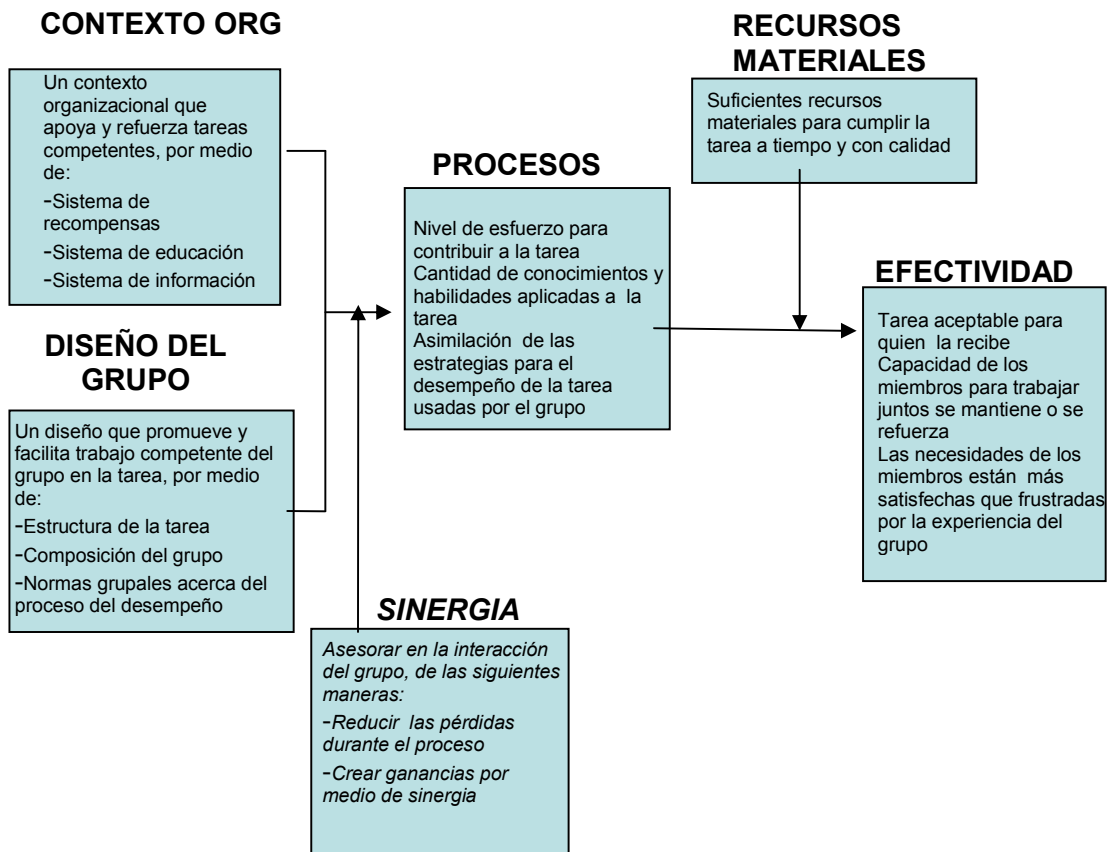 CONTEXTO ORG
Un contexto
organizacional que
apoya y refuerza tareas
competentes, por medio
de:
-Sistema de
recompensas
-Sistema de educación
-Sistema de información
DISEÑO DEL
GRUPO
Un diseño que promueve y
facilita trabajo competente del
grupo en la tarea, por medio
de:
-Estructura de la tarea
-Composición del grupo
-Normas grupales acerca del
proceso del desempeño
SINERGIA
Asesorar en la interacción
del grupo, de las siguientes
maneras:
-Reducir las pérdidas
durante el proceso
-Crear ganancias por
medio de sinergia
PROCESOS
Nivel de esfuerzo para
contribuir a la tarea
Cantidad de conocimientos y
habilidades aplicadas a la
tarea
Asimilación de las
estrategias para el
desempeño de la tarea
usadas por el grupo
RECURSOS
MATERIALES
Suficientes recursos
materiales para cumplir la
tarea a tiempo y con calidad
EFECTIVIDAD
Tarea aceptable para
quien la recibe
Capacidad de los
miembros para trabajar
juntos se mantiene o se
refuerza
Las necesidades de los
miembros están más
satisfechas que frustradas
por la experiencia del
grupo